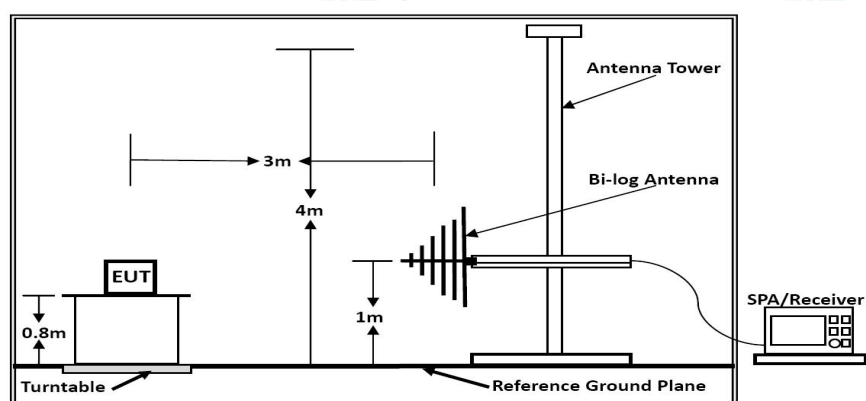 Antenna Tower
3m
Bi-log Antenna
4m
EUT
1m
0.8m
SPA/Receiver
Turntable
Reference Ground Plane